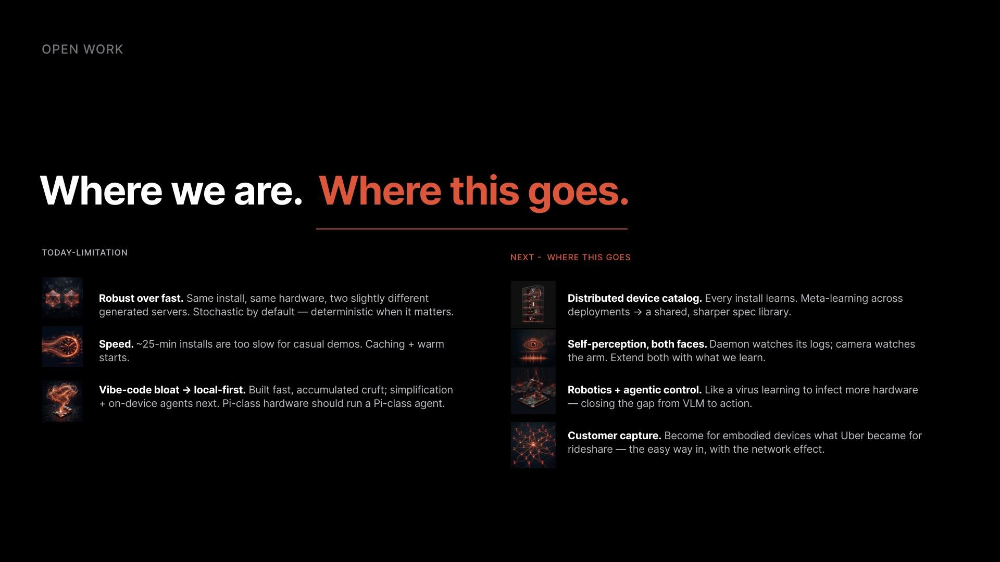 OPEN WORK
Where we are. Where this goes.
TODAY-LIMITATION
Robust over fast. Same install, same hardware, two slightly different
generated servers. Stochastic by default — deterministic when it matters.
Speed. ~25-min installs are too slow for casual demos. Caching + warm
starts.
Vibe-code bloat → local-first. Built fast, accumulated cruft; simplification
+ on-device agents next. Pi-class hardware should run a Pi-class agent.
NEXT - WHERE THIS GOES
Distributed device catalog. Every install learns. Meta-learning across
deployments → a shared, sharper spec library.
Self-perception, both faces. Daemon watches its logs; camera watches
the arm. Extend both with what we learn.
Robotics + agentic control. Like a virus learning to infect more hardware
— closing the gap from VLM to action.
Customer capture. Become for embodied devices what Uber became for
rideshare — the easy way in, with the network effect.